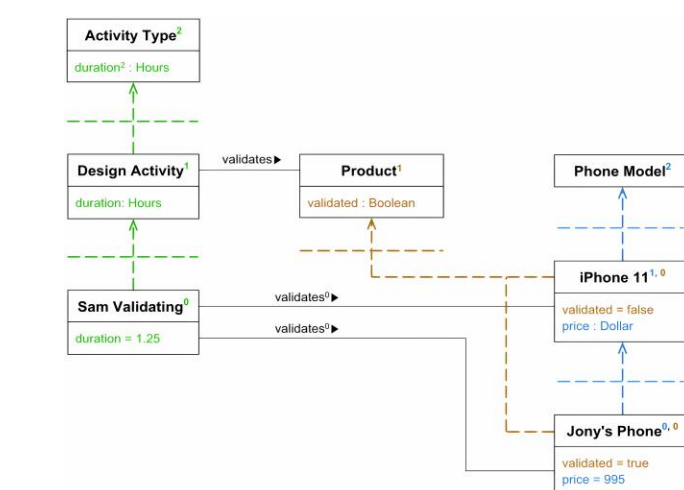 Activity Type²
duration² : Hours
Design Activity¹
duration: Hours
validates▶
Product¹
validated : Boolean
Phone Model²
Sam Validating⁰
duration = 1.25
validates⁰▶
validates⁰▶
iPhone 11¹, ⁰
validated = false
price : Dollar
Jony's Phone⁰, ⁰
validated = true
price = 995